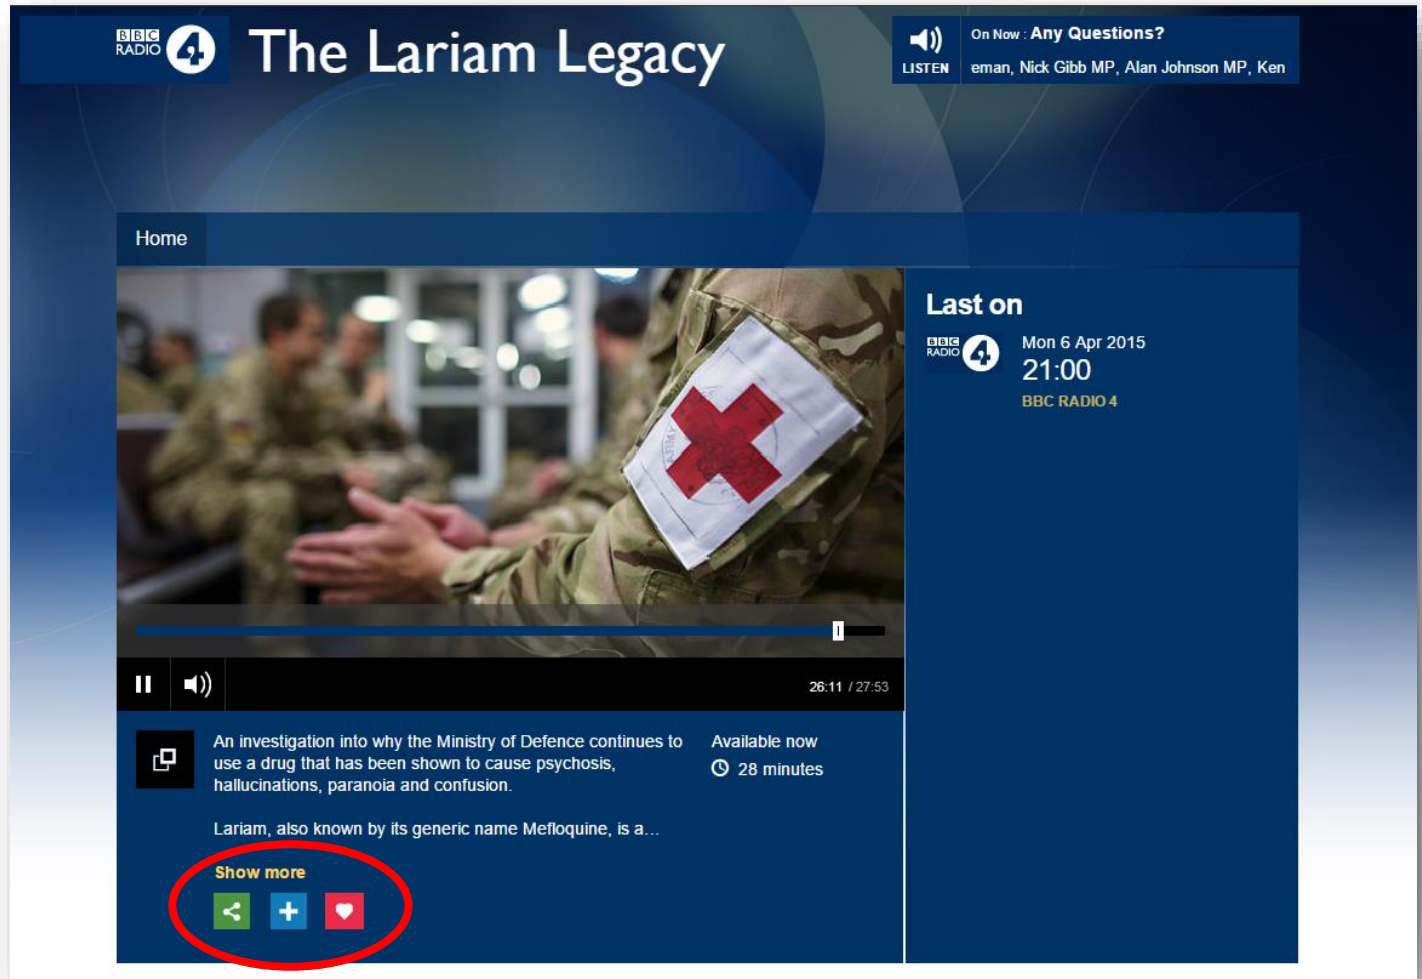 BBC
RADIO 4
The Lariam Legacy
LISTEN
On Now : Any Questions?
eman, Nick Gibb MP, Alan Johnson MP, Ken
Home
ARMY
Last on
BBC
RADIO 4
Mon 6 Apr 2015
21:00
BBC RADIO 4
26:11 / 27:53
An investigation into why the Ministry of Defence continues to
use a drug that has been shown to cause psychosis,
hallucinations, paranoia and confusion.
Lariam, also known by its generic name Mefloquine, is a...
Available now
28 minutes
Show more